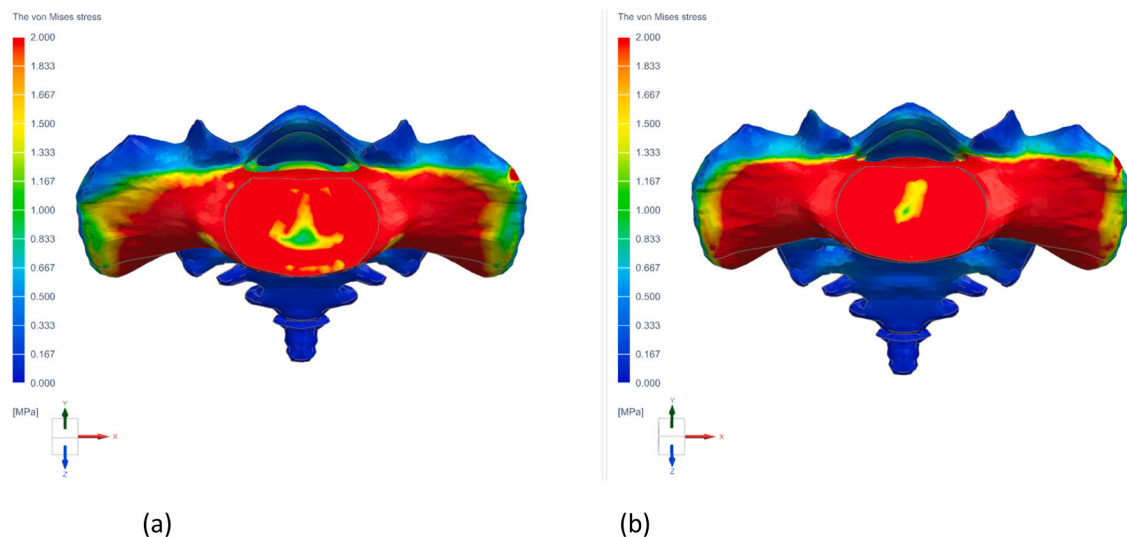 The von Mises stress
2.000
1.833
1.667
1.500
1.333
1.167
1.000
0.833
0.667
0.500
0.333
0.167
0.000
[MPa]
Y
X
Z
(a)
The von Mises stress
2.000
1.833
1.667
1.500
1.333
1.167
1.000
0.833
0.667
0.500
0.333
0.167
0.000
[MPa]
Y
X
Z
(b)